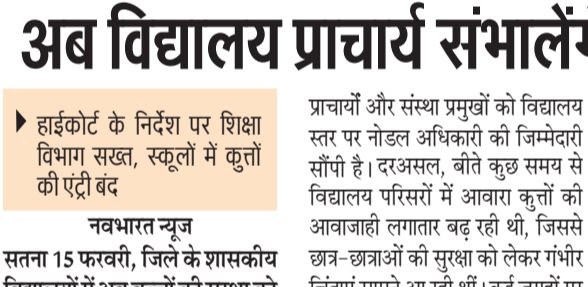 अब विद्यालय प्राचार्य संभालेंगे
हाईकोर्ट के निर्देश पर शिक्षा
विभाग सख्त, स्कूलों में कुत्तों
की एंट्री बंद
नवभारत न्यूज
सतना 15 फरवरी, जिले के शासकीय
प्राचार्यों और संस्था प्रमुखों को विद्यालय
स्तर पर नोडल अधिकारी की जिम्मेदारी
सौंपी है। दरअसल, बीते कुछ समय से
विद्यालय परिसरों में आवारा कुत्तों की
आवाजाही लगातार बढ़ रही थी, जिससे
छात्र-छात्राओं की सुरक्षा को लेकर गंभीर